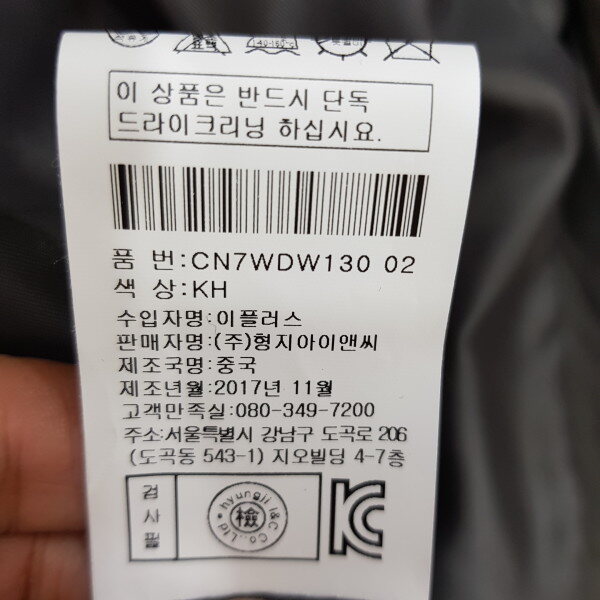 이 상품은 반드시 단독
드라이크리닝 하십시요.
품 번:CN7WDW130 02
색 상:KH
수입자명:이플러스
판매자명:(주)형지아이앤씨
제조국명:중국
제조년월:2017년 11월
고객만족실:080-349-7200
주소:서울특별시 강남구 도곡로 206
(도곡동 543-1) 지오빌딩 4-7층
검
사
필
hyungji I&C Co.,Ltd
檢
KC